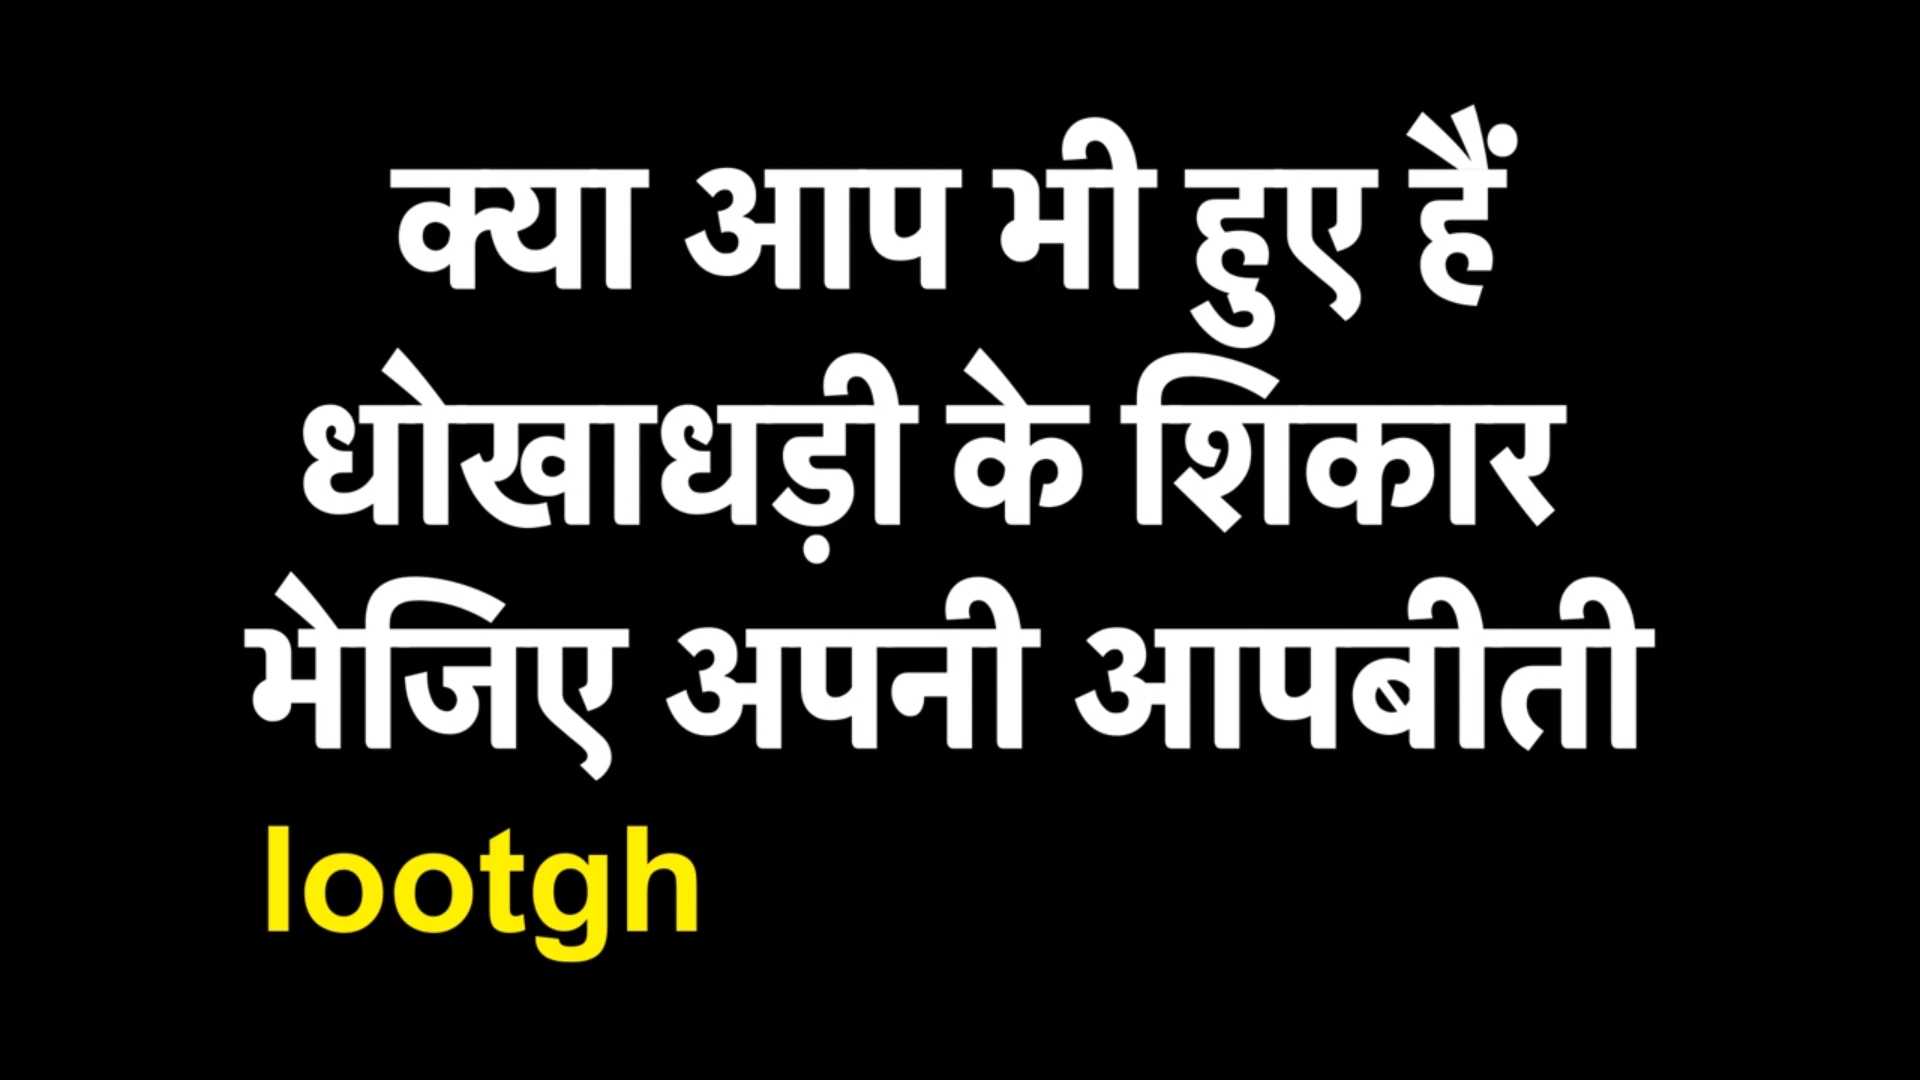 क्या आप भी हुए हैं
धोखाधड़ी के शिकार
भेजिए अपनी आपबीती
lootgh